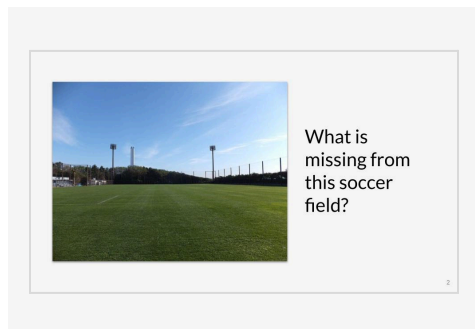 What is
missing from
this soccer
field?
2